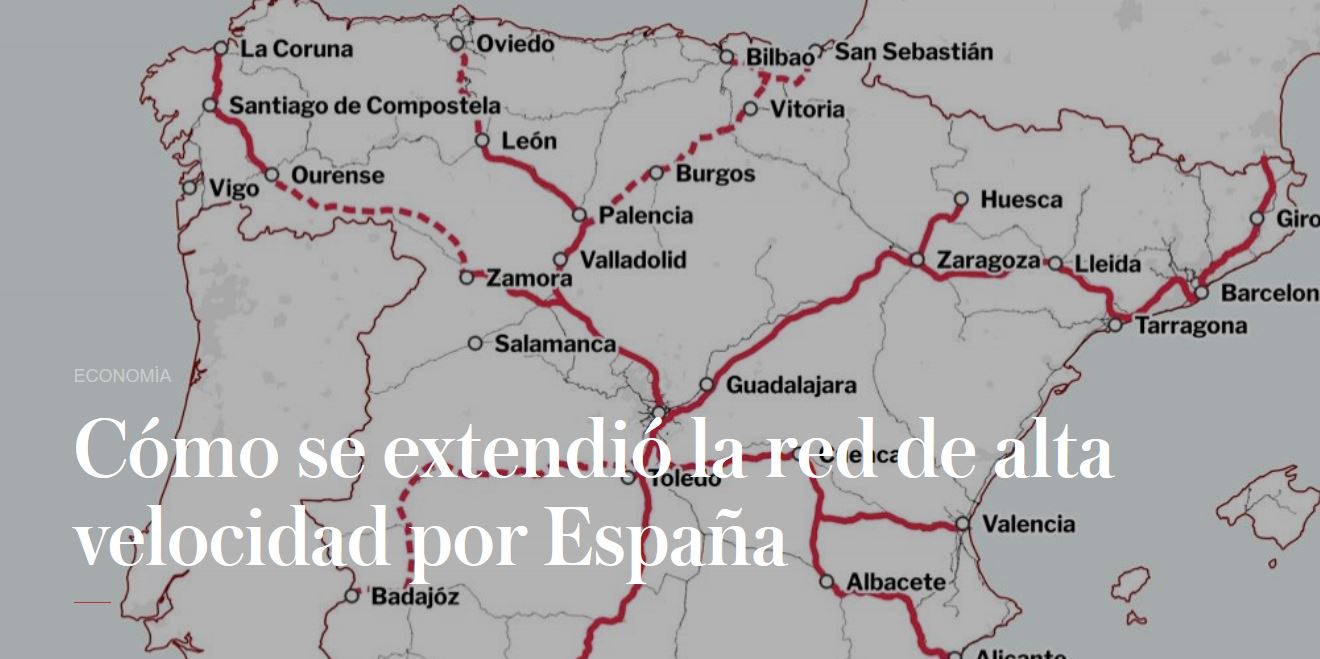 La Coruna
Oviedo
Bilbao
San Sebastián
Santiago de Compostela
Vitoria
León
Ourense
Burgos
Vigo
Huesca
Palencia
Giro
Valladolid
Zaragoza
Lleida
Zamora
Barcelon
Tarragona
Salamanca
ECONOMÍA
Guadalajara
Cómo se extendió la red de alta
velocidad por España
Cuenca
Toledo
Valencia
Albacete
Badajóz
Alicante